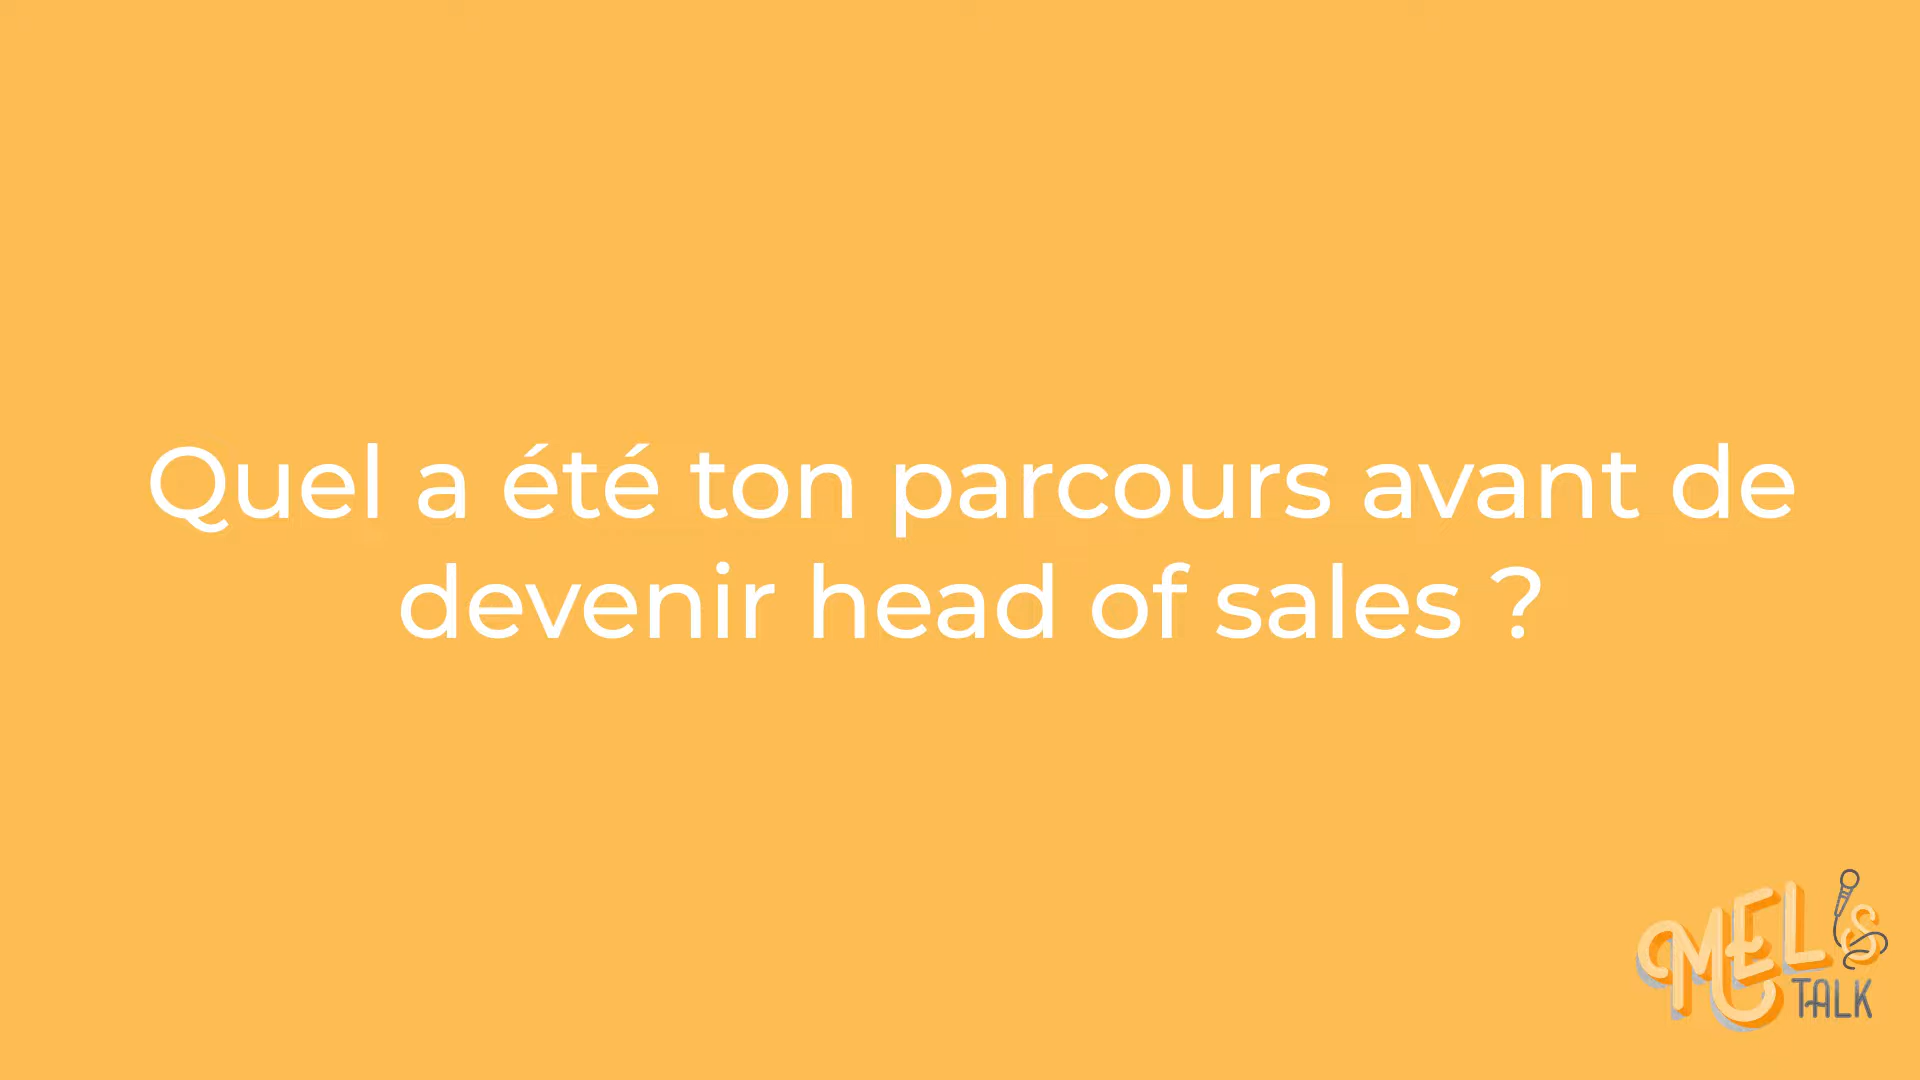 Quel a été ton parcours avant de
devenir head of sales ?
MEL's
TALK